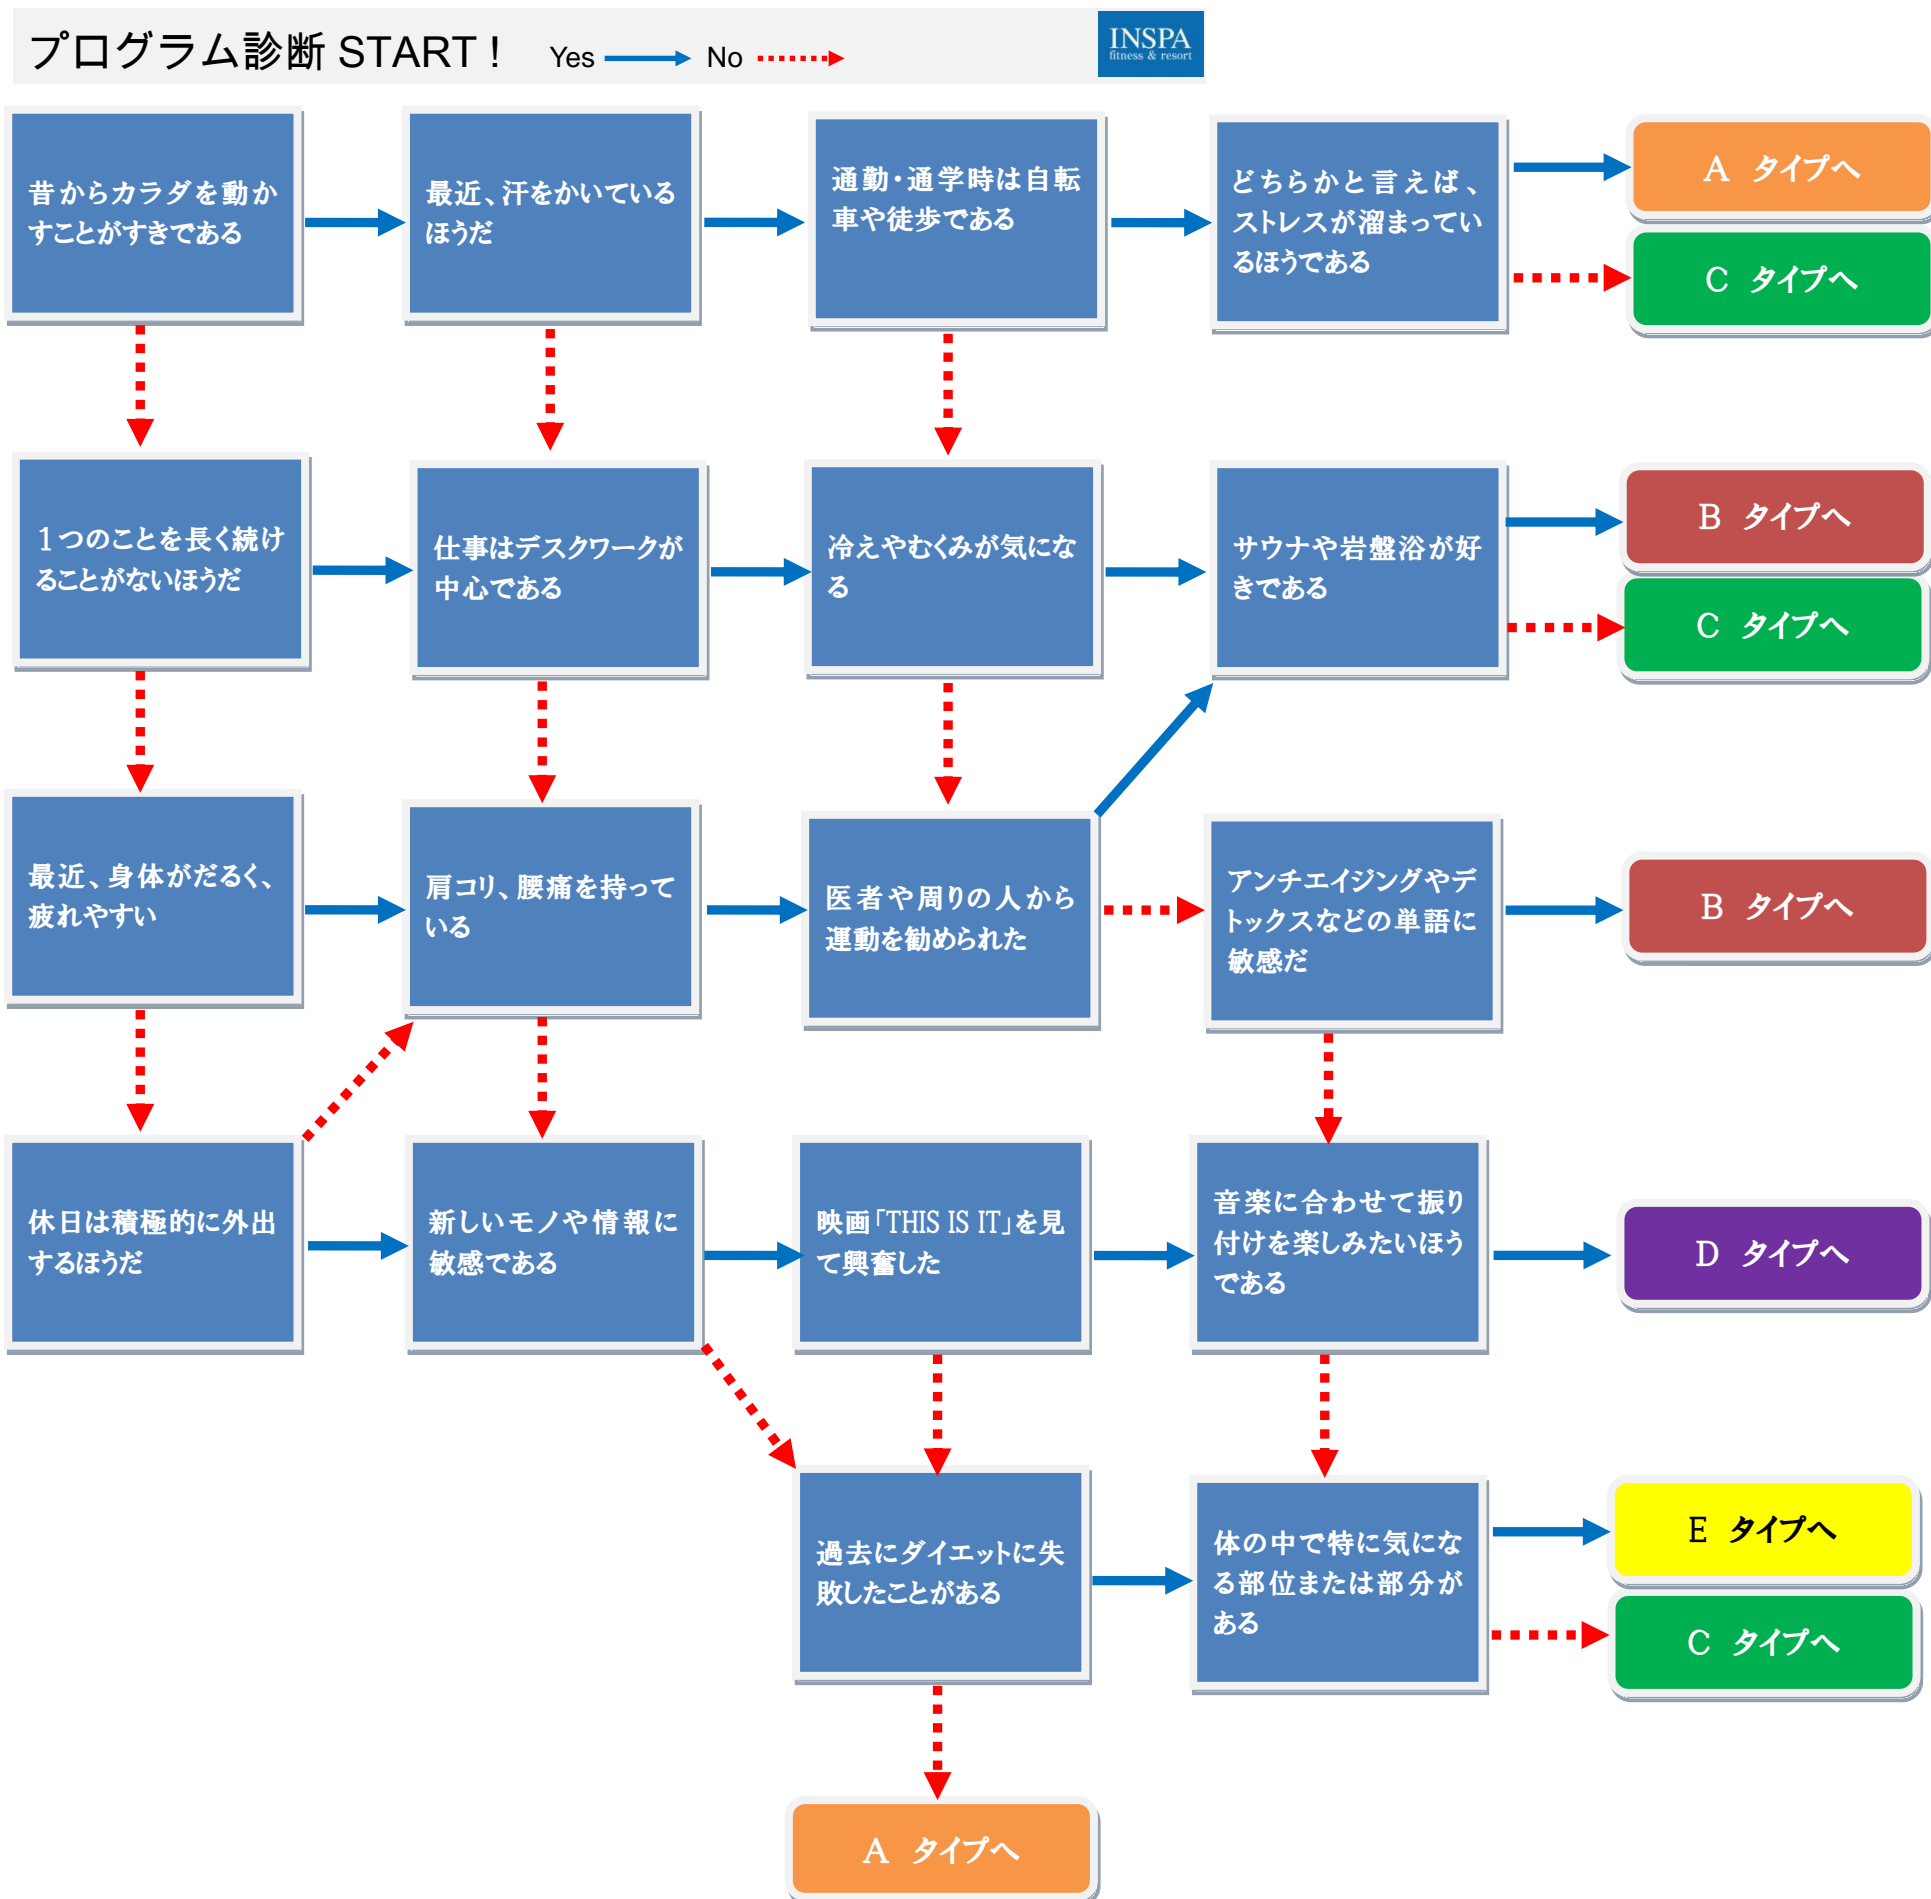 プログラム診断 START！ Yes No
INSPA
fitness & resort
昔からカラダを動か
すことがすきである
最近、汗をかいている
ほうだ
通勤・通学時は自転
車や徒歩である
どちらかと言えば、
ストレスが溜まってい
るほうである
A タイプへ
C タイプへ
１つのことを長く続け
ることがないほうだ
仕事はデスクワークが
中心である
冷えやむくみが気にな
る
サウナや岩盤浴が好
きである
B タイプへ
C タイプへ
最近、身体がだるく、
疲れやすい
肩コリ、腰痛を持って
いる
医者や周りの人から
運動を勧められた
アンチエイジングやデ
トックスなどの単語に
敏感だ
B タイプへ
休日は積極的に外出
するほうだ
新しいモノや情報に
敏感である
映画「THIS IS IT」を見
て興奮した
音楽に合わせて振り
付けを楽しみたいほう
である
D タイプへ
過去にダイエットに失
敗したことがある
体の中で特に気にな
る部位または部分が
ある
E タイプへ
C タイプへ
A タイプへ